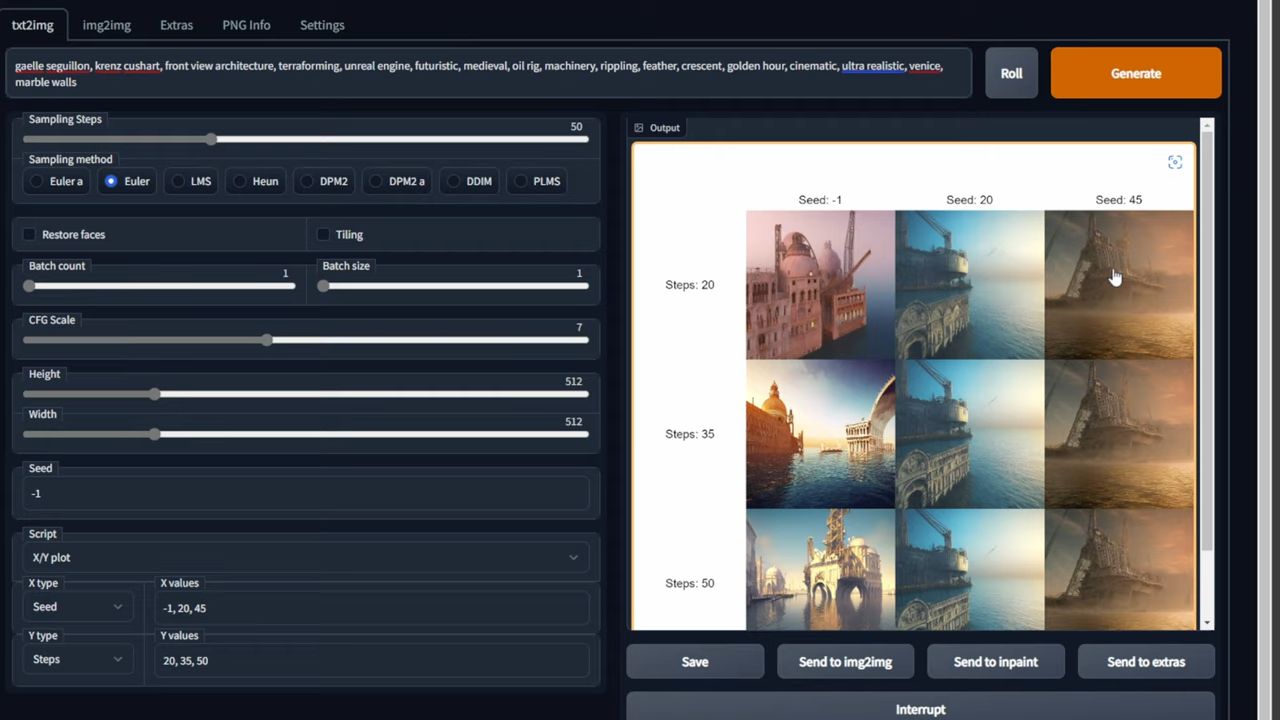 txt2img img2img Extras PNG Info Settings
gaelle seguillon, krenz cushart, front view architecture, terraforming, unreal engine, futuristic, medieval, oil rig, machinery, rippling, feather, crescent, golden hour, cinematic, ultra realistic, venice,
marble walls
Roll
Generate
Sampling Steps
50
Sampling method
Euler a Euler LMS Heun DPM2 DPM2 a DDIM PLMS
Restore faces
Tiling
Batch count
1
Batch size
1
CFG Scale
7
Height
512
Width
512
Seed
-1
Script
X/Y plot
X type
Seed
X values
-1, 20, 45
Y type
Steps
Y values
20, 35, 50
Output
Seed: -1 Seed: 20 Seed: 45
Steps: 20
Steps: 35
Steps: 50
Save Send to img2img Send to inpaint Send to extras
Interrupt